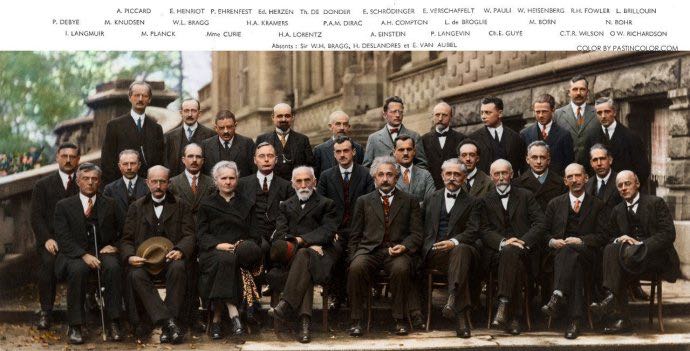 A. PICCARD E. HENRIOT P. EHRENFEST Ed. HERZEN Th. DE DONDER E. SCHRÖDINGER E. VERSCHAFFELT W. PAULI W. HEISENBERG R.H. FOWLER L. BRILLOUIN
P. DEBYE M. KNUDSEN W.L. BRAGG H.A. KRAMERS P.A.M. DIRAC A.H. COMPTON L. de BROGLIE M. BORN N. BOHR
I. LANGMUIR M. PLANCK Mme CURIE H.A. LORENTZ A. EINSTEIN P. LANGEVIN Ch.E. GUYE C.T.R. WILSON O.W. RICHARDSON
Absents : Sir W.H. BRAGG, H. DESLANDRES et E. VAN AUBEL
COLOR BY PASTINCOLOR.COM